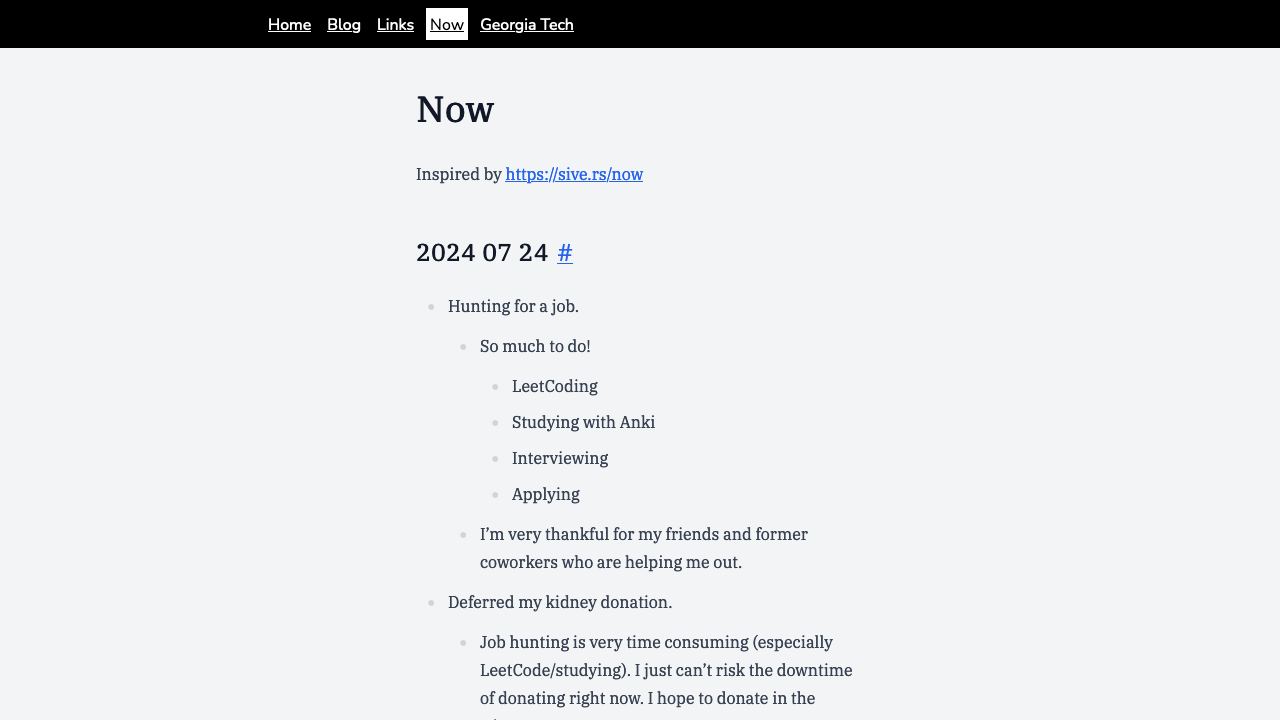 Home Blog Links Now Georgia Tech
Now
Inspired by https://sive.rs/now
2024 07 24 #
Hunting for a job.
So much to do!
LeetCoding
Studying with Anki
Interviewing
Applying
I’m very thankful for my friends and former
coworkers who are helping me out.
Deferred my kidney donation.
Job hunting is very time consuming (especially
LeetCode/studying). I just can’t risk the downtime
of donating right now. I hope to donate in the